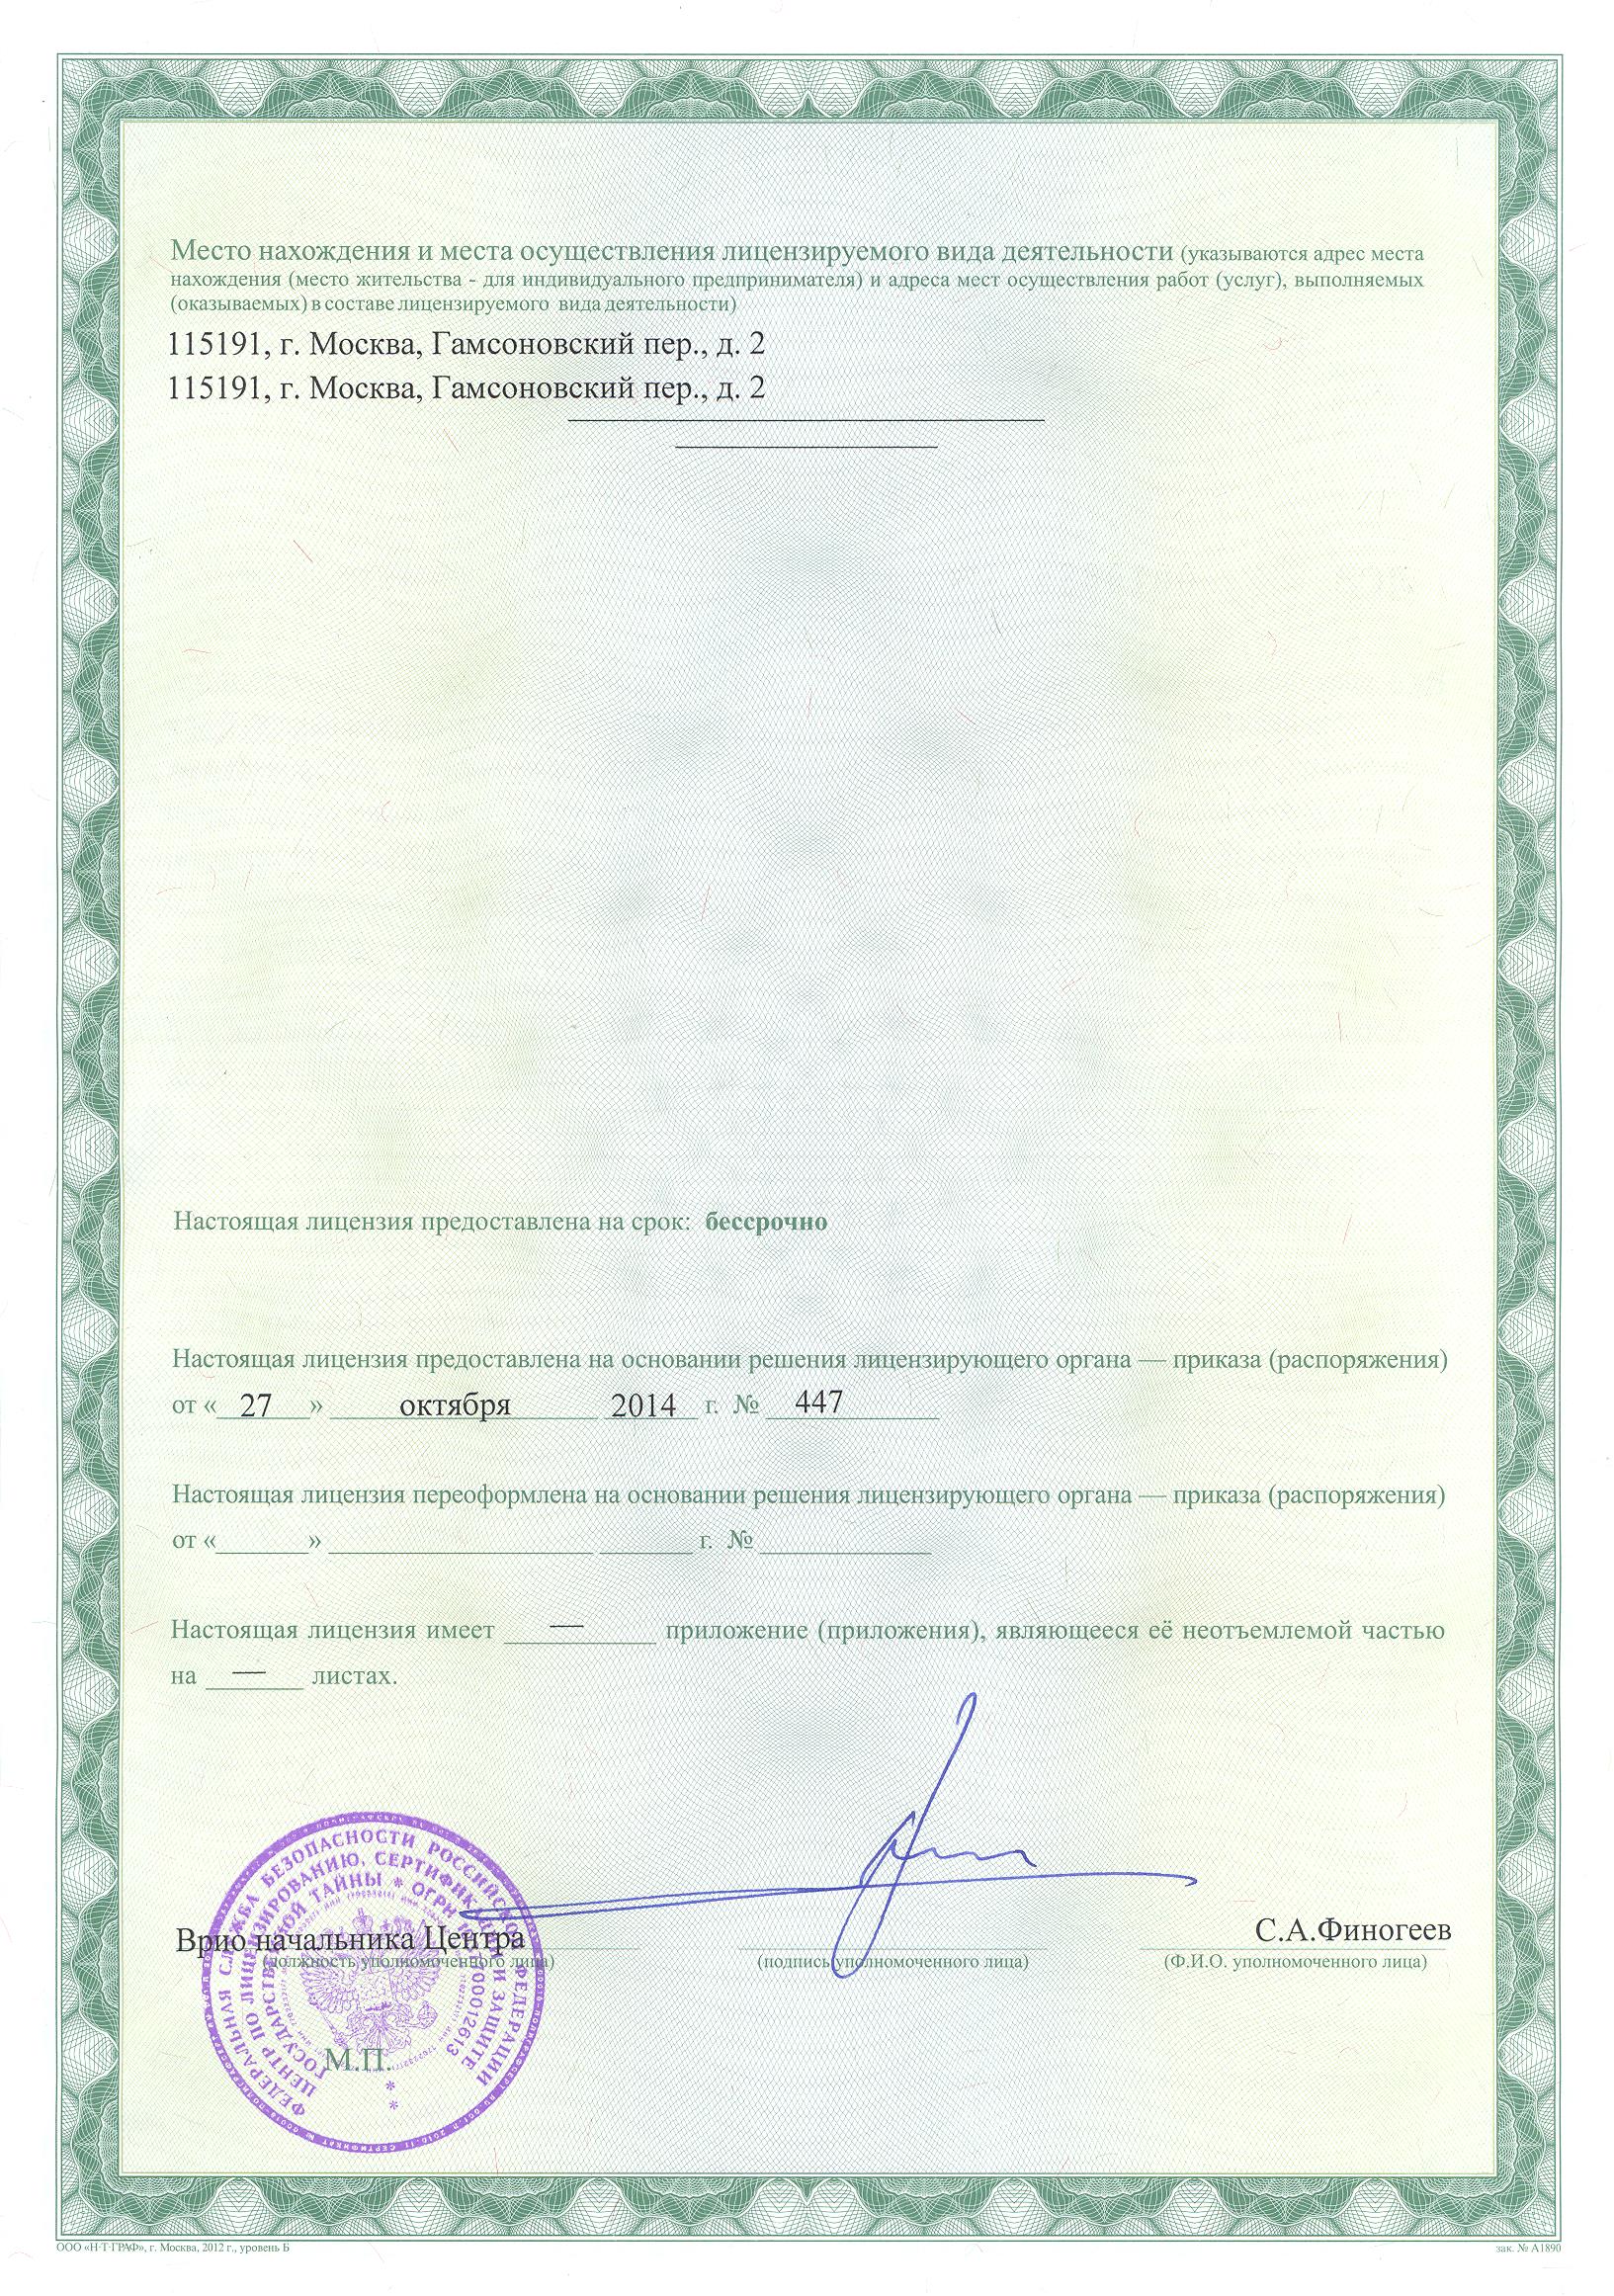 Место нахождения и места осуществления лицензируемого вида деятельности (указываются адрес места
нахождения (место жительства - для индивидуального предпринимателя) и адреса мест осуществления работ (услуг), выполняемых
(оказываемых) в составе лицензируемого вида деятельности)
115191, г. Москва, Гамсоновский пер., д. 2
115191, г. Москва, Гамсоновский пер., д. 2
Настоящая лицензия предоставлена на срок: бессрочно
Настоящая лицензия предоставлена на основании решения лицензирующего органа — приказа (распоряжения)
от « 27 » октября 2014 г. № 447
Настоящая лицензия переоформлена на основании решения лицензирующего органа — приказа (распоряжения)
от «_______» ____________________ _______ г. № _____________
Настоящая лицензия имеет — приложение (приложения), являющееся её неотъемлемой частью
на — листах.
Врио начальника Центра
С.А.Финогеев
(должность уполномоченного лица)
(подпись уполномоченного лица)
(Ф.И.О. уполномоченного лица)
М.П.
ФЕДЕРАЛЬНАЯ СЛУЖБА БЕЗОПАСНОСТИ РОССИЙСКОЙ ФЕДЕРАЦИИ
ЦЕНТР ПО ЛИЦЕНЗИРОВАНИЮ, СЕРТИФИКАЦИИ И ЗАЩИТЕ
ГОСУДАРСТВЕННОЙ ТАЙНЫ * ОГРН
ООО «Н·Т·ГРАФ», г. Москва, 2012 г., уровень Б
зак. № А1890